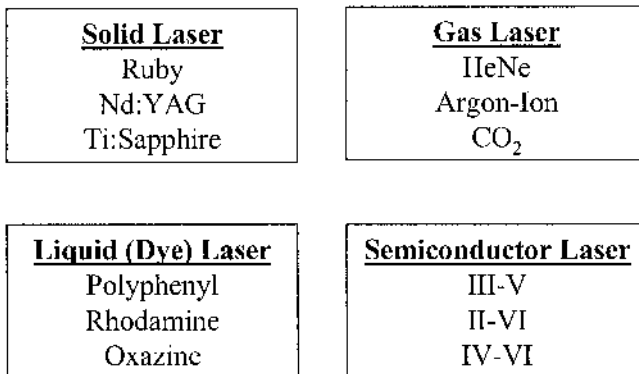 Solid Laser
Ruby
Nd:YAG
Ti:Sapphire
Gas Laser
HeNe
Argon-Ion
CO₂
Liquid (Dye) Laser
Polyphenyl
Rhodamine
Oxazine
Semiconductor Laser
III-V
II-VI
IV-VI